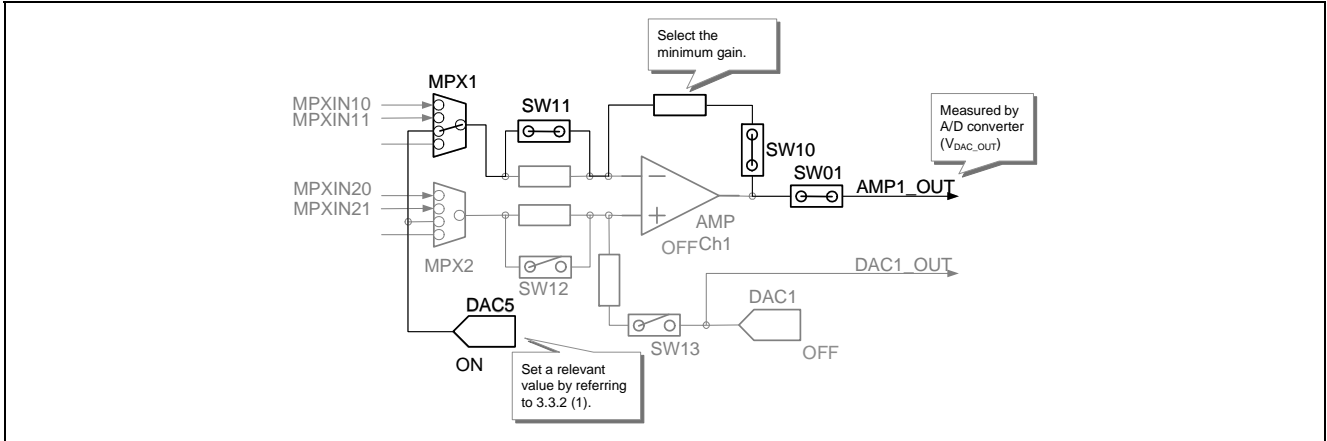 Select the
minimum gain.
MPX1
MPXIN10
MPXIN11
SW11
Measured by
A/D converter
(VDAC_OUT)
SW10
SW01
AMP1_OUT
MPXIN20
MPXIN21
AMP
OFF Ch1
MPX2
SW12
DAC1_OUT
DAC5
DAC1
SW13
OFF
ON
Set a relevant
value by referring
to 3.3.2 (1).